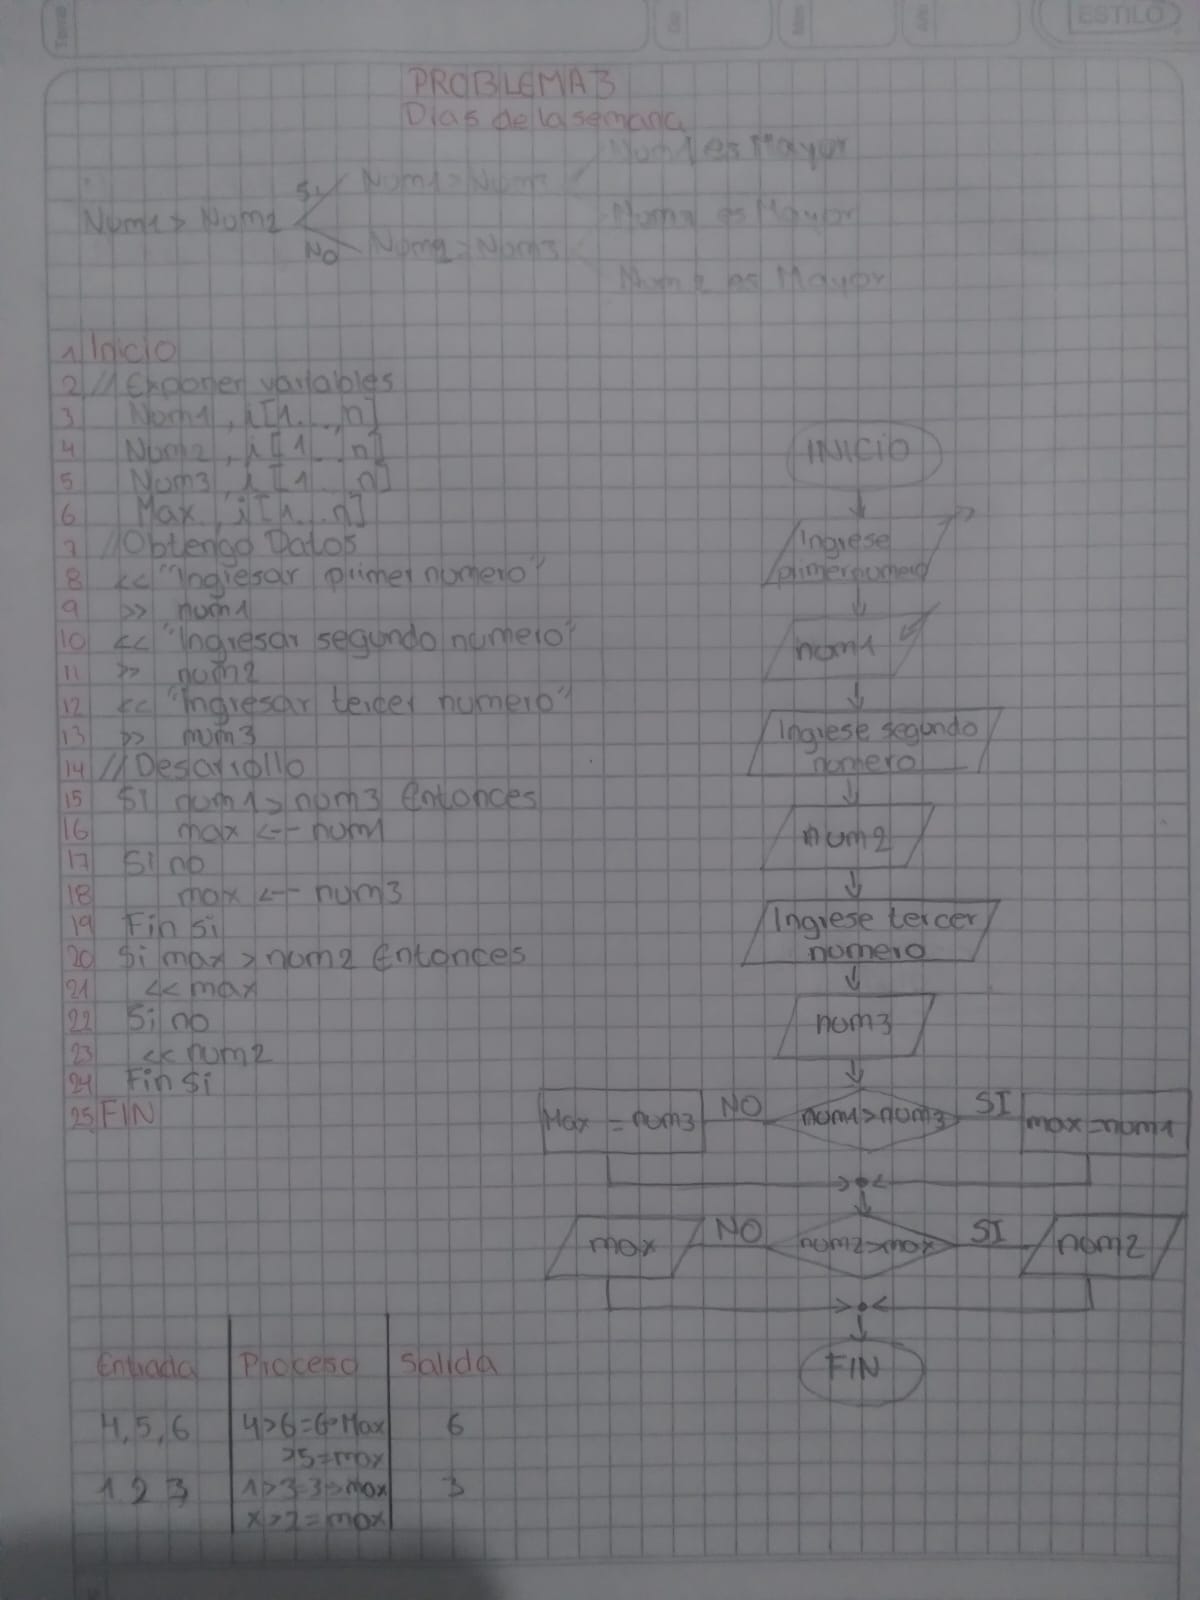 ESTILO
PROBLEMA 3
Dias de la semana
Num1 es Mayor
Si Num1 > Num
Num1 > Num2
es Mayor
No Num2 > Num3
Num 2 es Mayor
1 Inicio
2 // Exponer variables
3 Num1, i[1...n]
4 Num2, i[1...n]
5 Num3, i[1...n]
6 Max, i[1...n]
7 // Obtengo Datos
8 << "Ingresar primer numero"
9 >> num1
10 << "Ingresar segundo numero"
11 >> num2
12 << "Ingresar tercer numero"
13 >> num3
14 // Desarrollo
15 Si num1 > num3 Entonces
16 max <-- num1
17 Si no
18 max <-- num3
19 Fin si
20 Si max > num2 Entonces
21 << max
22 Si no
23 << num2
24 Fin si
25 FIN
INICIO
Ingrese
primer numero
num1
Ingrese segundo
numero
num2
Ingrese tercer
numero
num3
Max = num3 NO num1>num3 SI max=num1
max NO num2>max SI num2
FIN
Entrada Proceso Salida
4,5,6 4>6=6=Max 6
>5=max
1 2 3 1>3=3>max 3
x>2=max